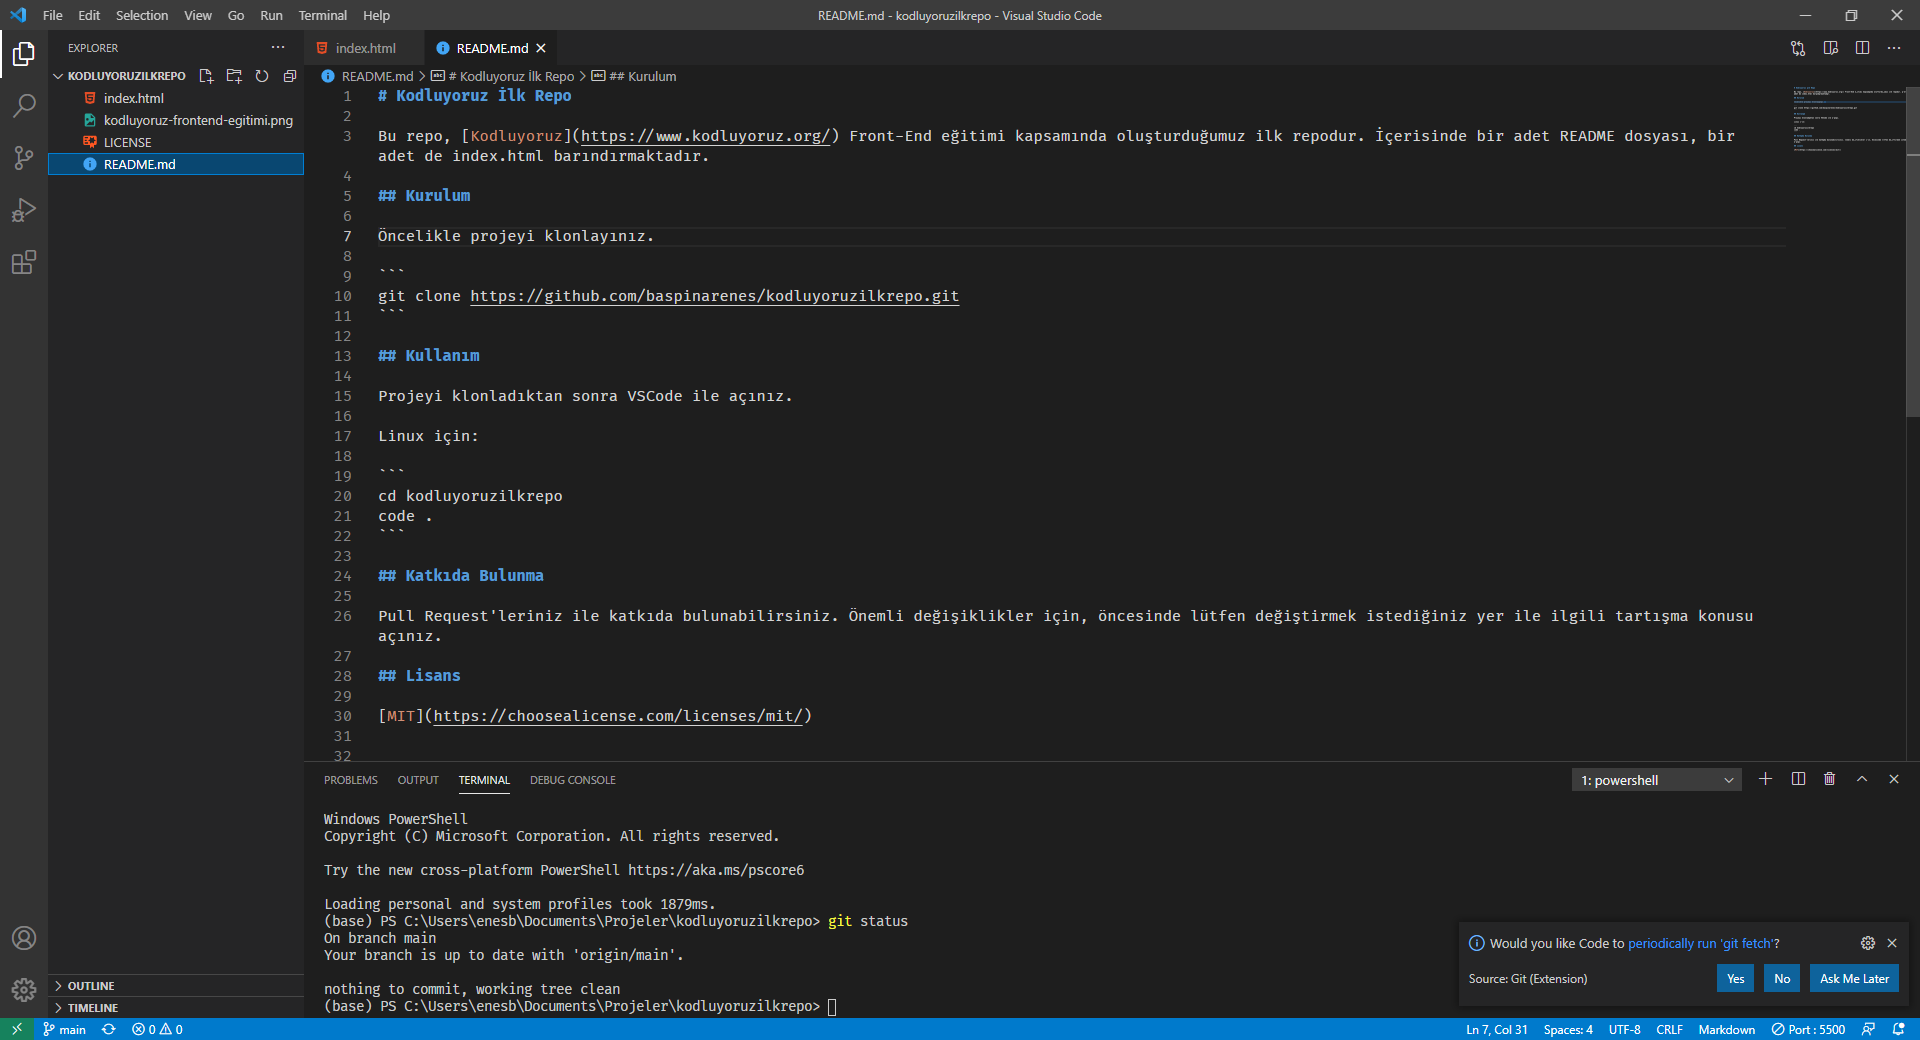 File Edit Selection View Go Run Terminal Help
README.md - kodluyoruzilkrepo - Visual Studio Code
EXPLORER
KODLUYORUZILKREPO
index.html
kodluyoruz-frontend-egitimi.png
LICENSE
README.md
OUTLINE
TIMELINE
index.html README.md
README.md > # Kodluyoruz İlk Repo > ## Kurulum
1 # Kodluyoruz İlk Repo
2
3 Bu repo, [Kodluyoruz](https://www.kodluyoruz.org/) Front-End eğitimi kapsamında oluşturduğumuz ilk repodur. İçerisinde bir adet README dosyası, bir
adet de index.html barındırmaktadır.
4
5 ## Kurulum
6
7 Öncelikle projeyi klonlayınız.
8
9 ```
10 git clone https://github.com/baspinarenes/kodluyoruzilkrepo.git
11 ```
12
13 ## Kullanım
14
15 Projeyi klonladıktan sonra VSCode ile açınız.
16
17 Linux için:
18
19 ```
20 cd kodluyoruzilkrepo
21 code .
22 ```
23
24 ## Katkıda Bulunma
25
26 Pull Request'leriniz ile katkıda bulunabilirsiniz. Önemli değişiklikler için, öncesinde lütfen değiştirmek istediğiniz yer ile ilgili tartışma konusu
açınız.
27
28 ## Lisans
29
30 [MIT](https://choosealicense.com/licenses/mit/)
31
32
PROBLEMS OUTPUT TERMINAL DEBUG CONSOLE
1: powershell
Windows PowerShell
Copyright (C) Microsoft Corporation. All rights reserved.
Try the new cross-platform PowerShell https://aka.ms/pscore6
Loading personal and system profiles took 1879ms.
(base) PS C:\Users\enesb\Documents\Projeler\kodluyoruzilkrepo> git status
On branch main
Your branch is up to date with 'origin/main'.
nothing to commit, working tree clean
(base) PS C:\Users\enesb\Documents\Projeler\kodluyoruzilkrepo>
Would you like Code to periodically run 'git fetch'?
Source: Git (Extension)
Yes No Ask Me Later
main 0 0
Ln 7, Col 31 Spaces: 4 UTF-8 CRLF Markdown Port : 5500